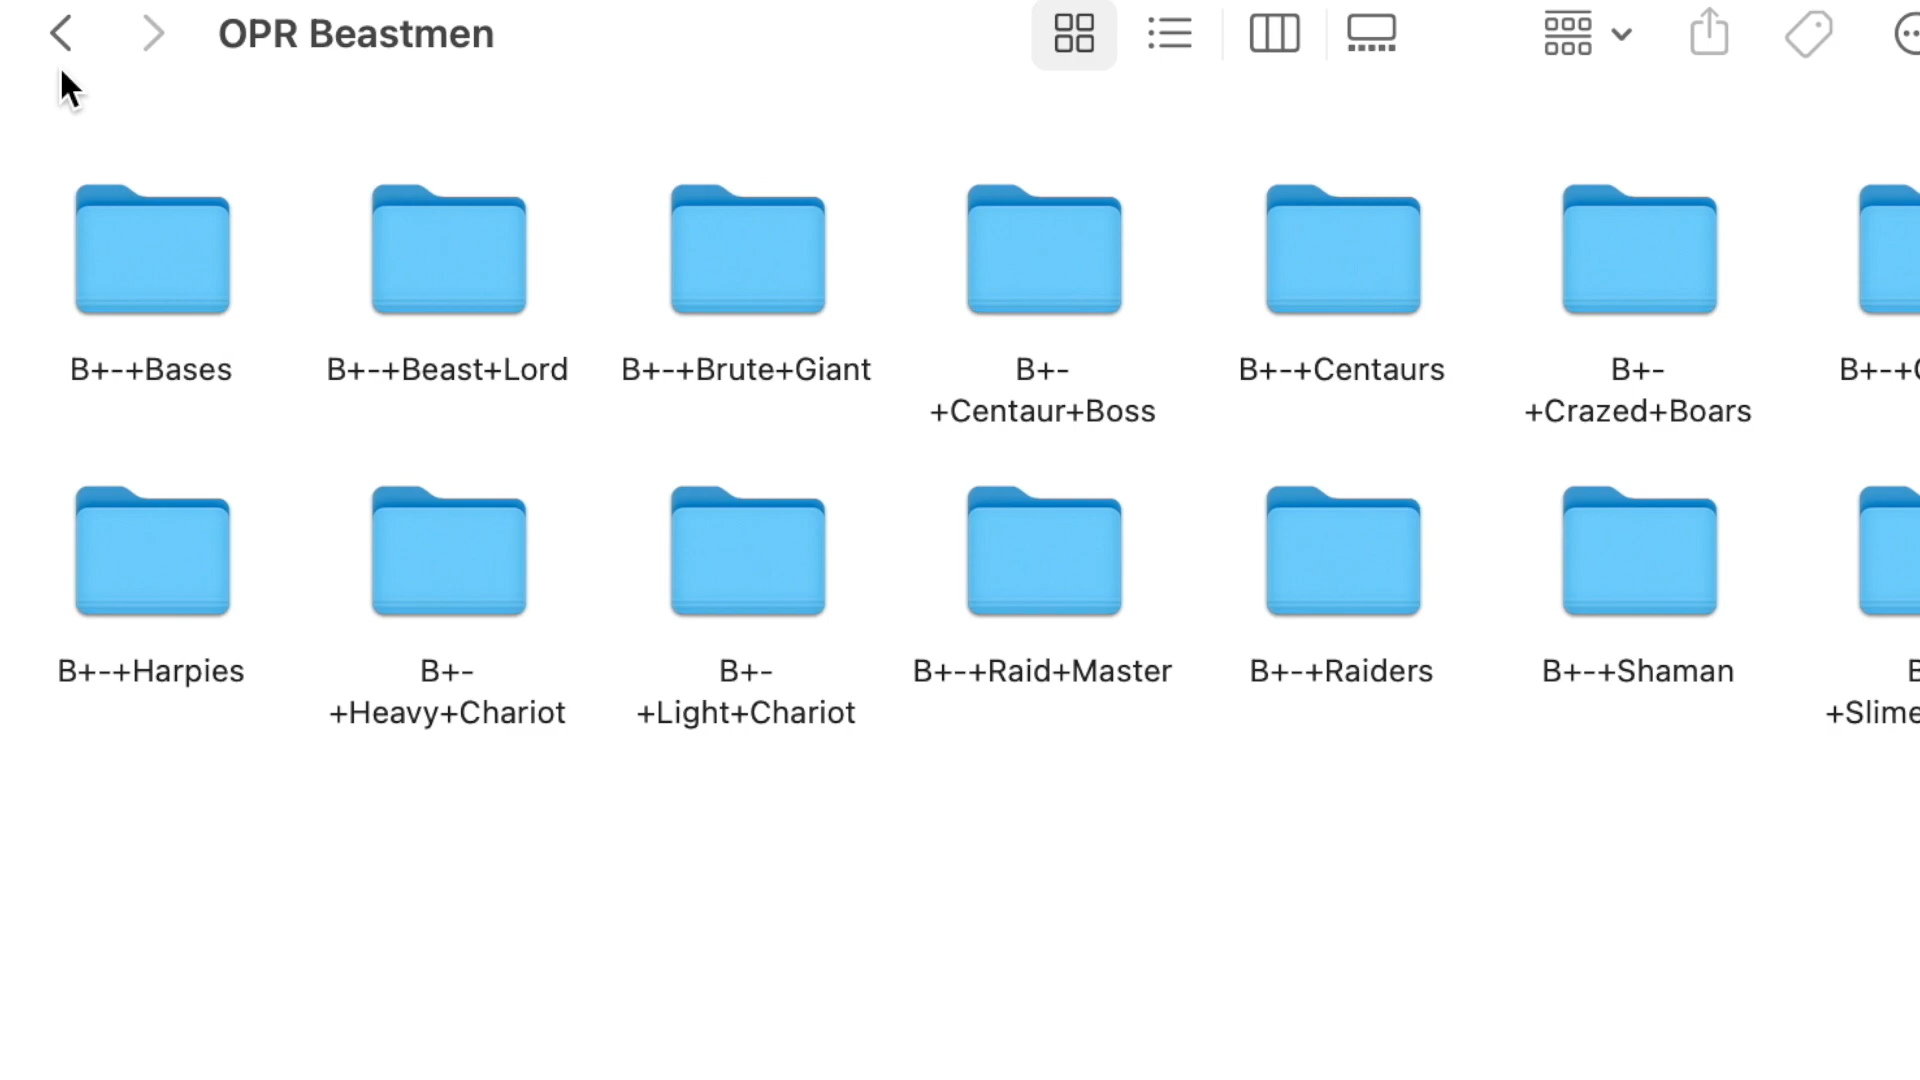 OPR Beastmen
B+-+Bases
B+-+Beast+Lord
B+-+Brute+Giant
B+-
+Centaur+Boss
B+-+Centaurs
B+-
+Crazed+Boars
B+-+Harpies
B+-
+Heavy+Chariot
B+-
+Light+Chariot
B+-+Raid+Master
B+-+Raiders
B+-+Shaman